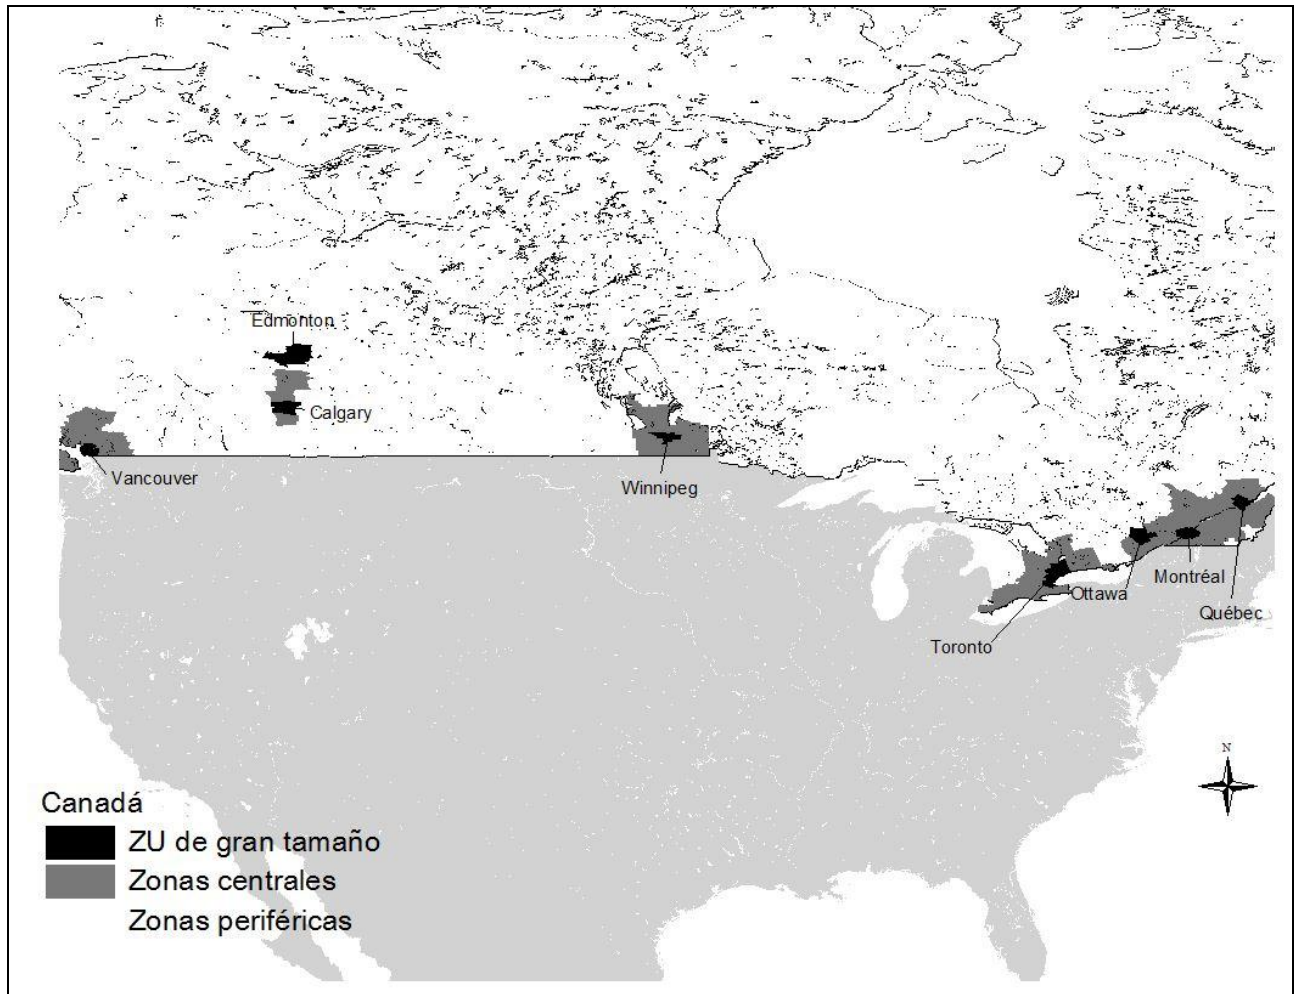 Edmonton
Calgary
Vancouver
Winnipeg
Montréal
Ottawa
Québec
Toronto
N
Canadá
ZU de gran tamaño
Zonas centrales
Zonas periféricas